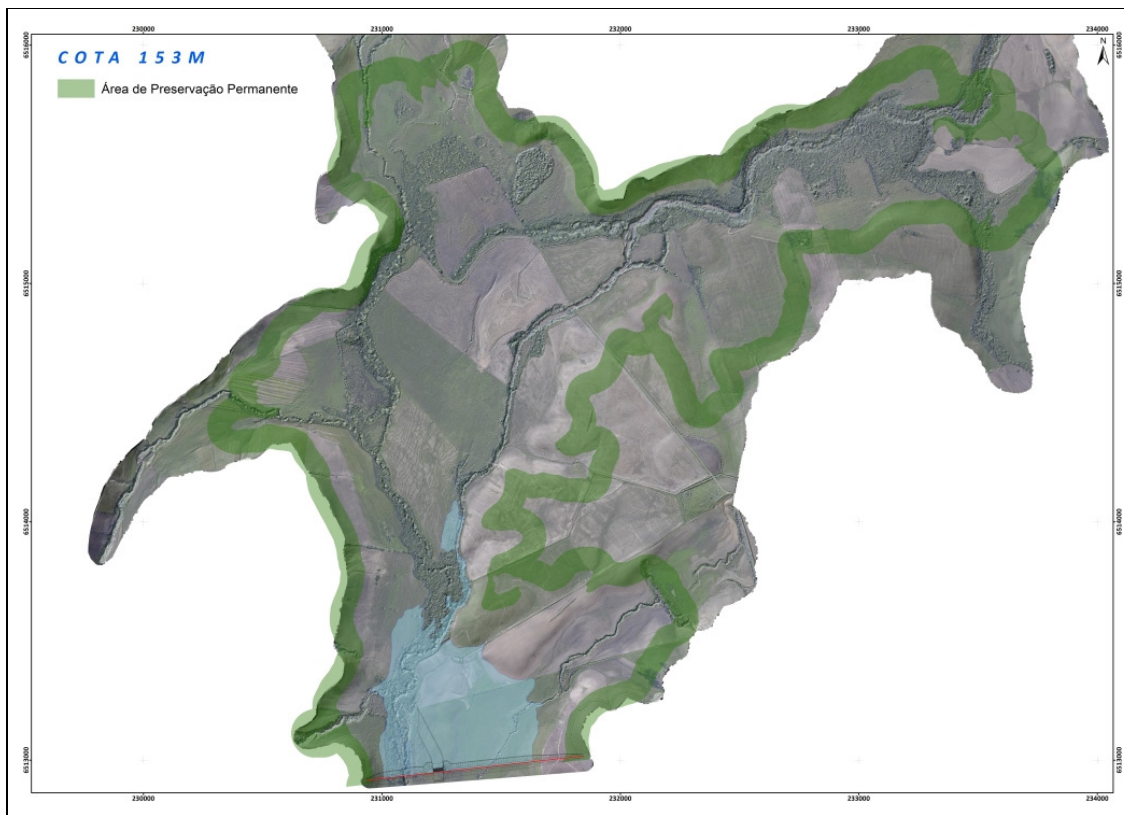 230000 231000 232000 233000 234000
6516000 6516000
COTA 153M
N
Área de Preservação Permanente
6515000 6515000
6514000 6514000
6513000 6513000
230000 231000 232000 233000 234000